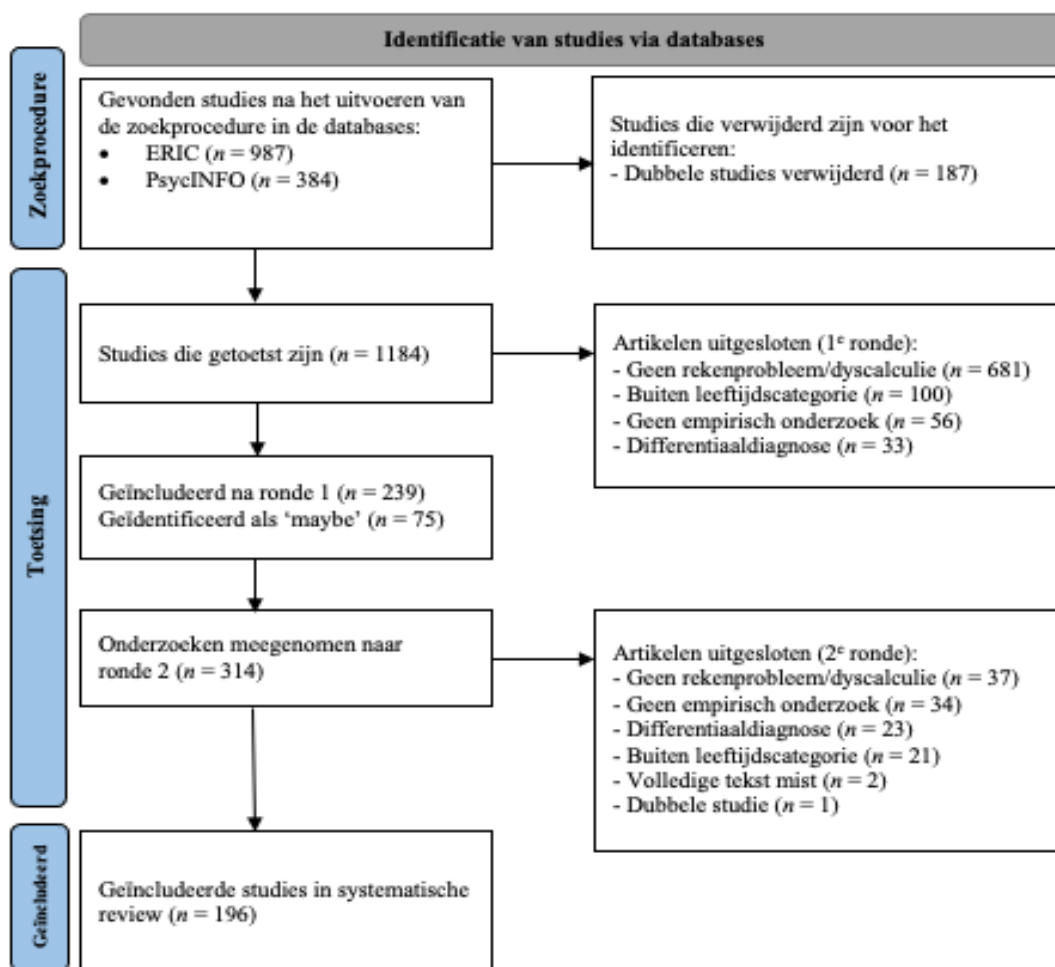 Identificatie van studies via databases
Zoekprocedure
Gevonden studies na het uitvoeren van
de zoekprocedure in de databases:
• ERIC (n = 987)
• PsycINFO (n = 384)
Studies die verwijderd zijn voor het
identificeren:
- Dubbele studies verwijderd (n = 187)
Toetsing
Studies die getoetst zijn (n = 1184)
Artikelen uitgesloten (1e ronde):
- Geen rekenprobleem/dyscalculie (n = 681)
- Buiten leeftijdscategorie (n = 100)
- Geen empirisch onderzoek (n = 56)
- Differentiaaldiagnose (n = 33)
Geïncludeerd na ronde 1 (n = 239)
Geïdentificeerd als ‘maybe’ (n = 75)
Onderzoeken meegenomen naar
ronde 2 (n = 314)
Artikelen uitgesloten (2e ronde):
- Geen rekenprobleem/dyscalculie (n = 37)
- Geen empirisch onderzoek (n = 34)
- Differentiaaldiagnose (n = 23)
- Buiten leeftijdscategorie (n = 21)
- Volledige tekst mist (n = 2)
- Dubbele studie (n = 1)
Geïncludeerd
Geïncludeerde studies in systematische
review (n = 196)